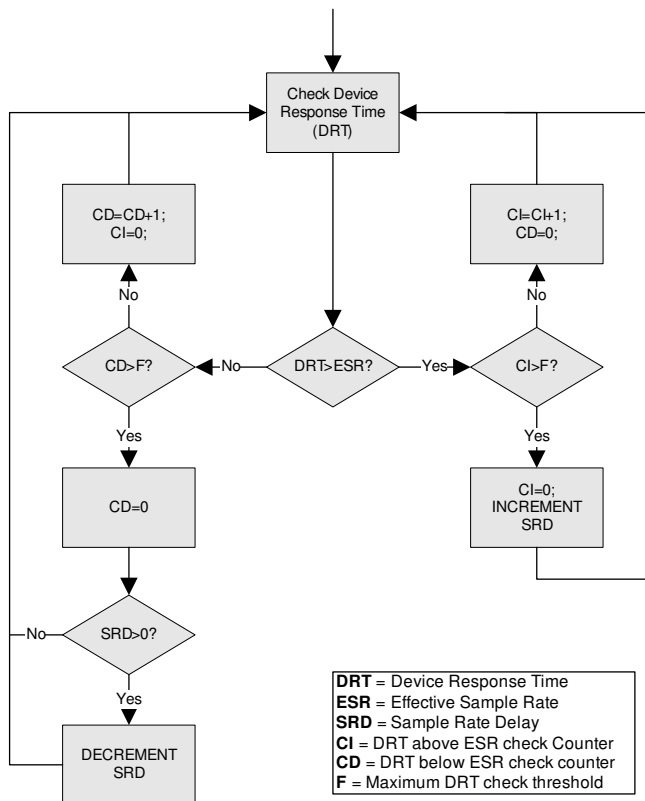 Check Device
Response Time
(DRT)
CD=CD+1;
CI=0;
CI=CI+1;
CD=0;
No
No
CD>F?
No
DRT>ESR?
Yes
CI>F?
Yes
Yes
CD=0
CI=0;
INCREMENT
SRD
No
SRD>0?
Yes
DECREMENT
SRD
DRT = Device Response Time
ESR = Effective Sample Rate
SRD = Sample Rate Delay
CI = DRT above ESR check Counter
CD = DRT below ESR check counter
F = Maximum DRT check threshold